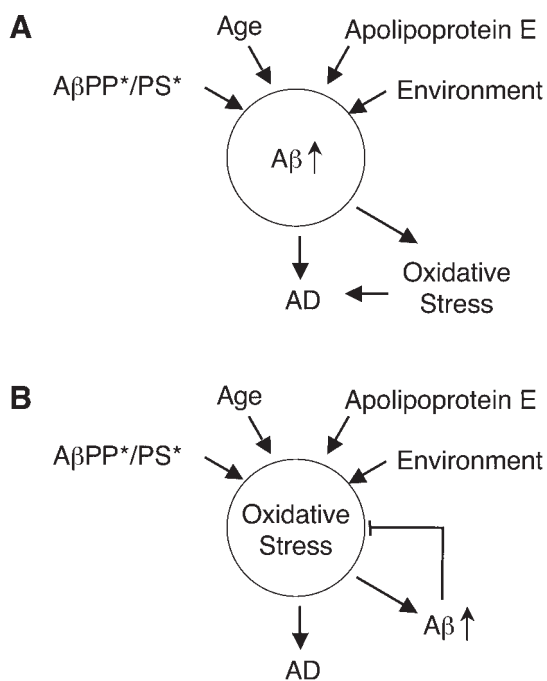 A
Age
Apolipoprotein E
AβPP*/PS*
Environment
Aβ↑
Oxidative
Stress
AD
B
Age
Apolipoprotein E
AβPP*/PS*
Environment
Oxidative
Stress
Aβ↑
AD